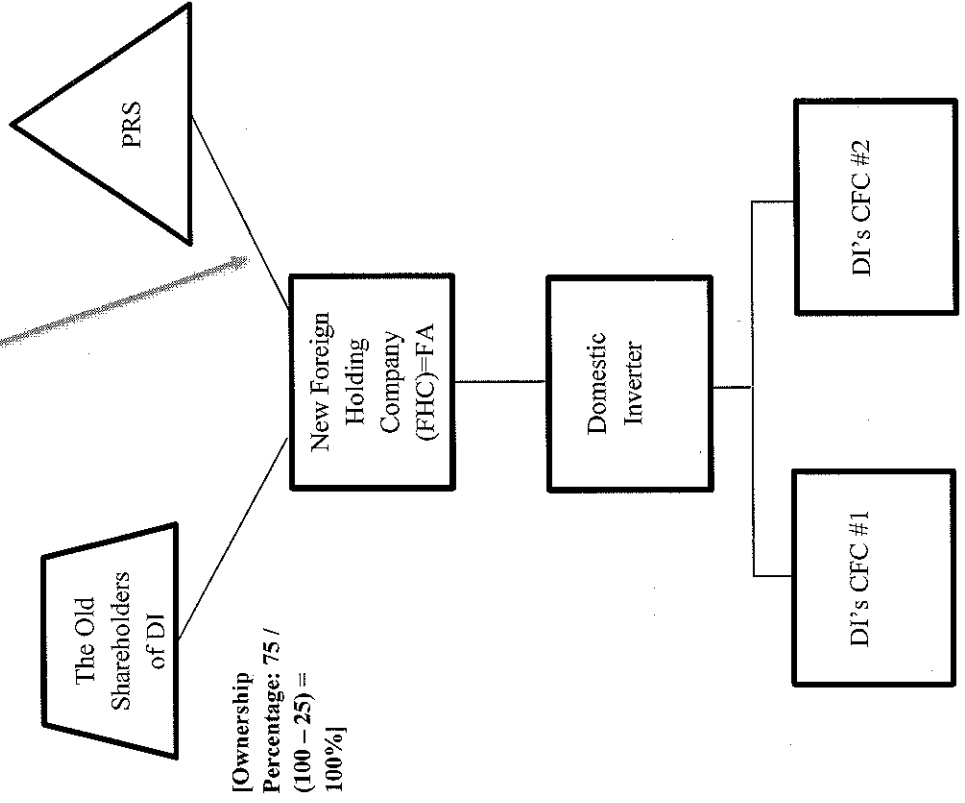 The Old
Shareholders
of DI
PRS
[Ownership
Percentage: 75 /
(100 – 25) =
100%]
New Foreign
Holding
Company
(FHC)=FA
Domestic
Inverter
DI's CFC #1
DI's CFC #2